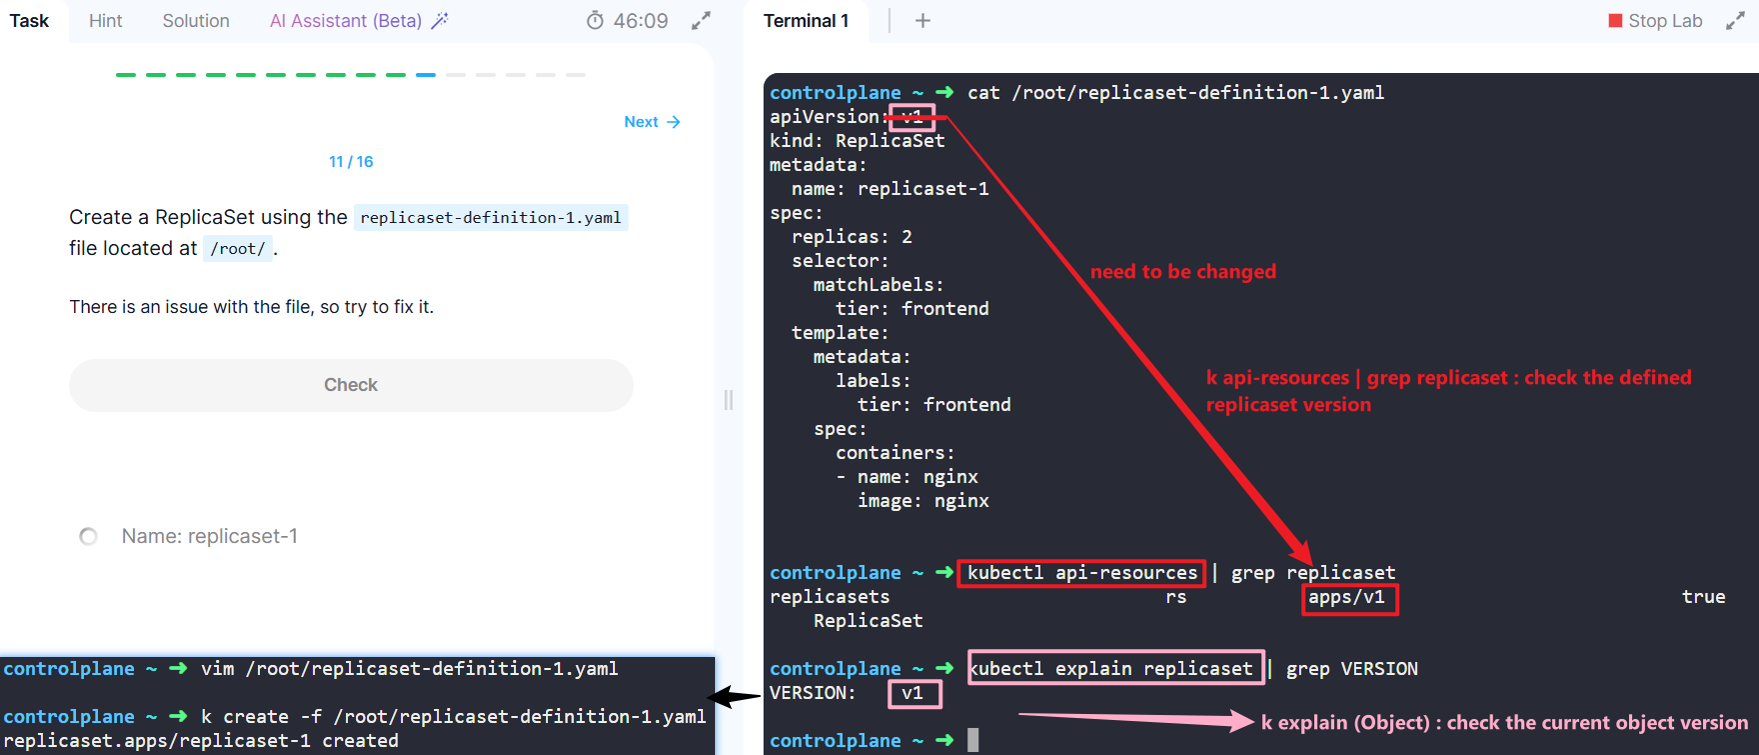 Task Hint Solution AI Assistant (Beta) 46:09
Next →
11 / 16
Create a ReplicaSet using the replicaset-definition-1.yaml
file located at /root/ .
There is an issue with the file, so try to fix it.
Check
Name: replicaset-1
controlplane ~ ➜ vim /root/replicaset-definition-1.yaml
controlplane ~ ➜ k create -f /root/replicaset-definition-1.yaml
replicaset.apps/replicaset-1 created
Terminal 1 + Stop Lab
controlplane ~ ➜ cat /root/replicaset-definition-1.yaml
apiVersion: v1
kind: ReplicaSet
metadata:
  name: replicaset-1
spec:
  replicas: 2
  selector:
    matchLabels:
      tier: frontend
  template:
    metadata:
      labels:
        tier: frontend
    spec:
      containers:
      - name: nginx
        image: nginx
need to be changed
k api-resources | grep replicaset : check the defined
replicaset version
controlplane ~ ➜ kubectl api-resources | grep replicaset
replicasets rs apps/v1 true
    ReplicaSet
controlplane ~ ➜ kubectl explain replicaset | grep VERSION
VERSION: v1
k explain (Object) : check the current object version
controlplane ~ ➜